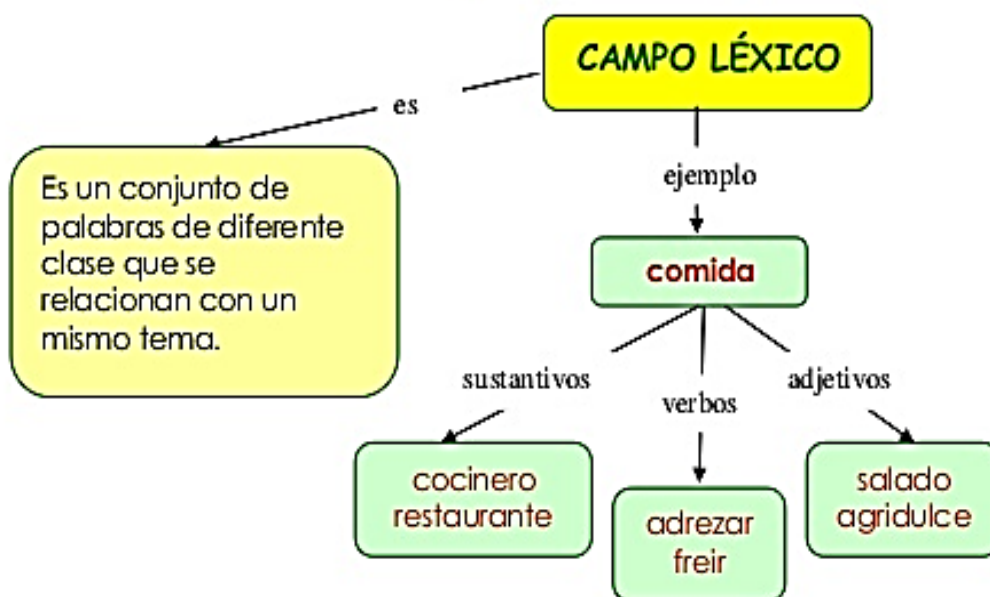 CAMPO LÉXICO
es
Es un conjunto de
palabras de diferente
clase que se
relacionan con un
mismo tema.
ejemplo
comida
sustantivos
verbos
adjetivos
cocinero
restaurante
adrezar
freir
salado
agridulce